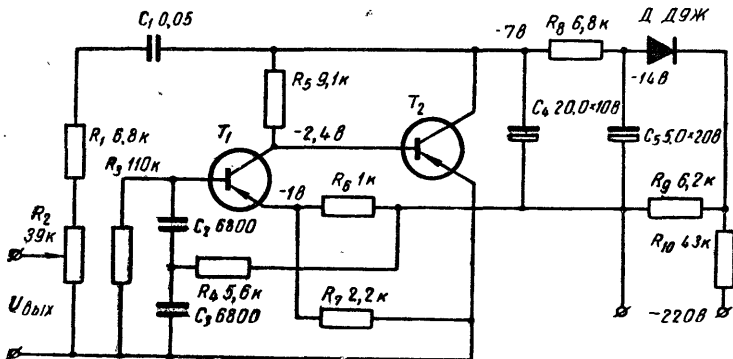 C₁ 0,05
-7в
R₈ 6,8к
Д Д9Ж
R₅ 9,1к
-14в
T₁
T₂
C₄ 20,0×10в
C₅ 5,0×20в
R₁ 6,8к
-2,4в
R₃ 110к
-1в
R₆ 1к
R₉ 6,2к
R₂
39к
C₂ 6800
R₁₀ 43к
R₄ 5,6к
Uвых
C₃ 6800
R₇ 2,2к
~220в